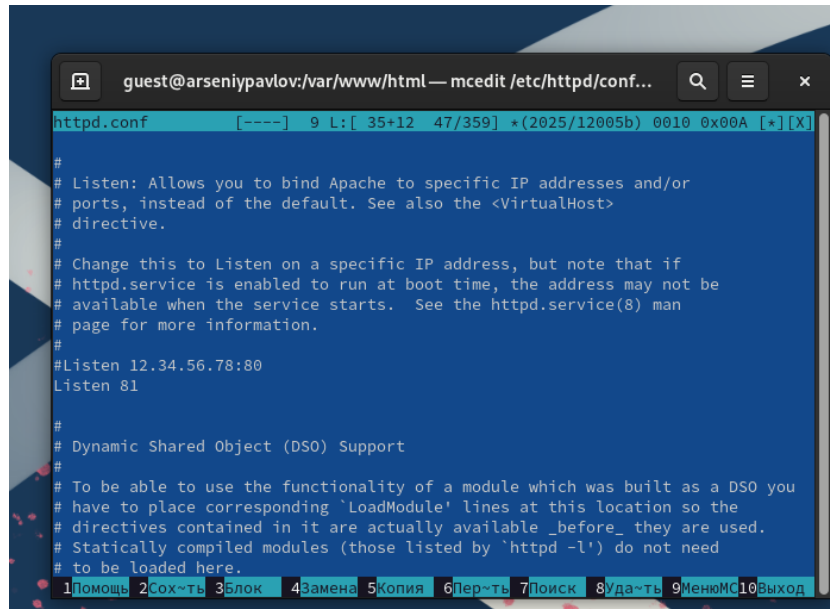 guest@arseniypavlov:/var/www/html — mcedit /etc/httpd/conf...
httpd.conf [----] 9 L:[ 35+12 47/359] *(2025/12005b) 0010 0x00A [*][X]
#
# Listen: Allows you to bind Apache to specific IP addresses and/or
# ports, instead of the default. See also the <VirtualHost>
# directive.
#
# Change this to Listen on a specific IP address, but note that if
# httpd.service is enabled to run at boot time, the address may not be
# available when the service starts.  See the httpd.service(8) man
# page for more information.
#
#Listen 12.34.56.78:80
Listen 81
#
# Dynamic Shared Object (DSO) Support
#
# To be able to use the functionality of a module which was built as a DSO you
# have to place corresponding `LoadModule' lines at this location so the
# directives contained in it are actually available _before_ they are used.
# Statically compiled modules (those listed by `httpd -l') do not need
# to be loaded here.
1Помощь 2Сох~ть 3Блок 4Замена 5Копия 6Пер~ть 7Поиск 8Уда~ть 9МенюMC 10Выход